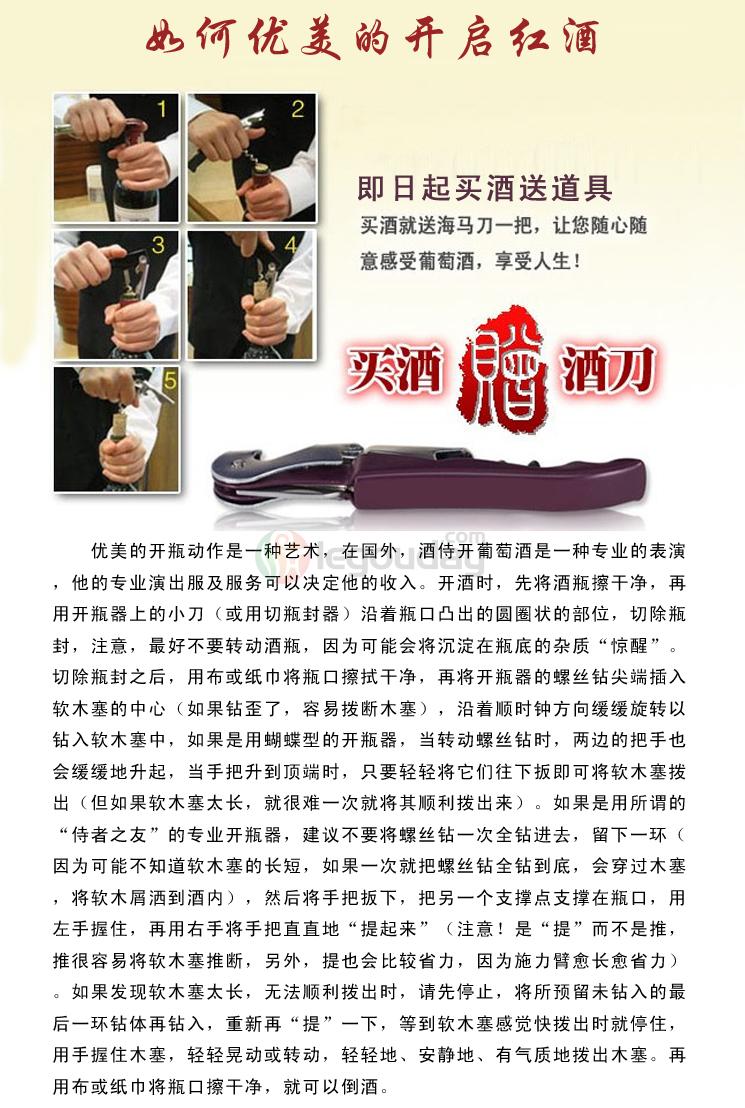 如何优美的开启红酒
1
2
3
4
5
即日起买酒送道具
买酒就送海马刀一把，让您随心随
意感受葡萄酒，享受人生！
买酒 赠 酒刀
legouday.com
优美的开瓶动作是一种艺术，在国外，酒侍开葡萄酒是一种专业的表演
，他的专业演出服及服务可以决定他的收入。开酒时，先将酒瓶擦干净，再
用开瓶器上的小刀（或用切瓶封器）沿着瓶口凸出的圆圈状的部位，切除瓶
封，注意，最好不要转动酒瓶，因为可能会将沉淀在瓶底的杂质“惊醒”。
切除瓶封之后，用布或纸巾将瓶口擦拭干净，再将开瓶器的螺丝钻尖端插入
软木塞的中心（如果钻歪了，容易拨断木塞），沿着顺时钟方向缓缓旋转以
钻入软木塞中，如果是用蝴蝶型的开瓶器，当转动螺丝钻时，两边的把手也
会缓缓地升起，当手把升到顶端时，只要轻轻将它们往下扳即可将软木塞拨
出（但如果软木塞太长，就很难一次就将其顺利拨出来）。如果是用所谓的
“侍者之友”的专业开瓶器，建议不要将螺丝钻一次全钻进去，留下一环（
因为可能不知道软木塞的长短，如果一次就把螺丝钻全钻到底，会穿过木塞
，将软木屑洒到酒内），然后将手把扳下，把另一个支撑点支撑在瓶口，用
左手握住，再用右手将手把直直地“提起来”（注意！是“提”而不是推，
推很容易将软木塞推断，另外，提也会比较省力，因为施力臂愈长愈省力）
。如果发现软木塞太长，无法顺利拨出时，请先停止，将所预留未钻入的最
后一环钻体再钻入，重新再“提”一下，等到软木塞感觉快拨出时就停住，
用手握住木塞，轻轻晃动或转动，轻轻地、安静地、有气质地拨出木塞。再
用布或纸巾将瓶口擦干净，就可以倒酒。